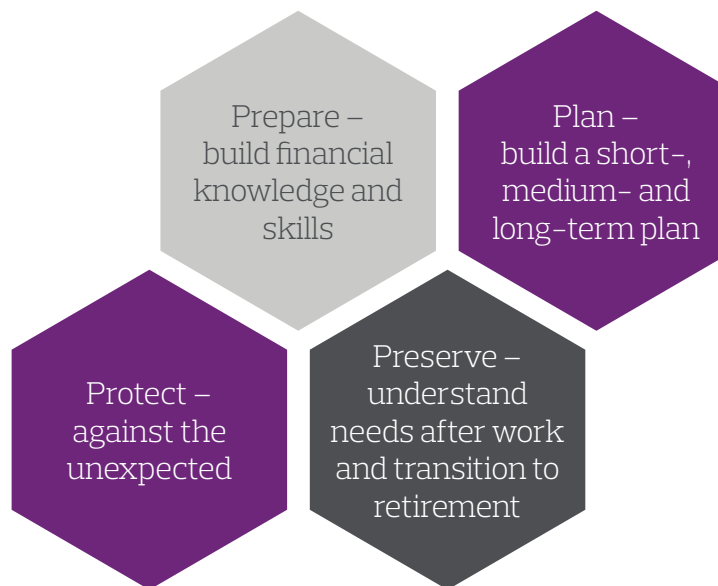 Prepare –
build financial
knowledge and
skills
Plan –
build a short-,
medium- and
long-term plan
Protect –
against the
unexpected
Preserve –
understand
needs after work
and transition to
retirement